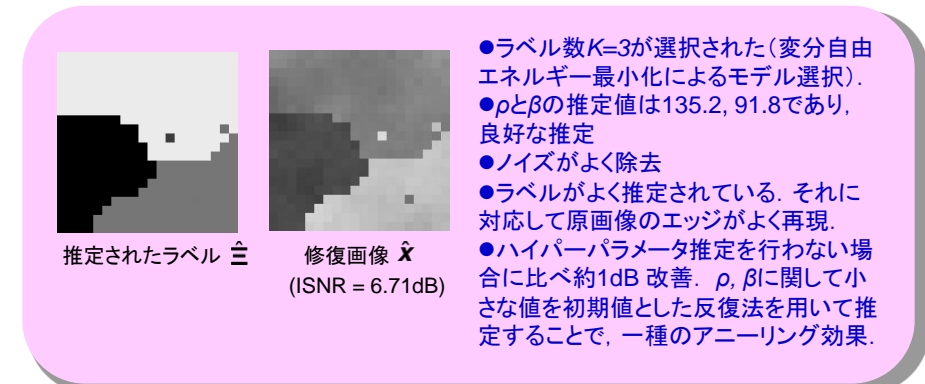 推定されたラベル Ξ̂
修復画像 x̂
(ISNR = 6.71dB)
●ラベル数K=3が選択された(変分自由
エネルギー最小化によるモデル選択).
●ρとβの推定値は135.2, 91.8であり,
良好な推定
●ノイズがよく除去
●ラベルがよく推定されている. それに
対応して原画像のエッジがよく再現.
●ハイパーパラメータ推定を行わない場
合に比べ約1dB 改善. ρ, βに関して小
さな値を初期値とした反復法を用いて推
定することで, 一種のアニーリング効果.